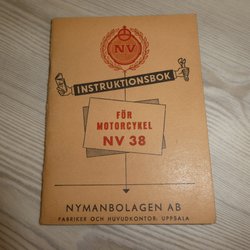 NV
INSTRUKTIONSBOK
FÖR
MOTORCYKEL
NV 38
NYMANBOLAGEN AB
FABRIKER OCH HUVUDKONTOR: UPPSALA